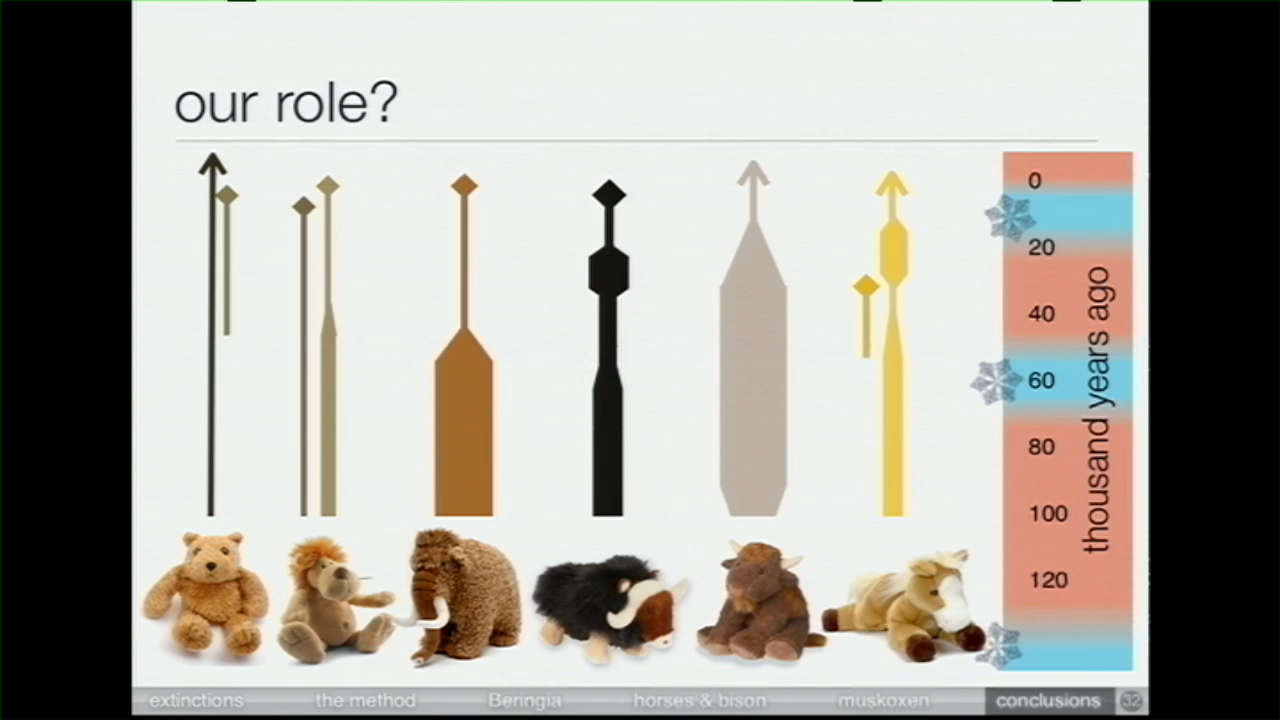 our role?
0
20
40
60
80
100
120
thousand years ago
extinctions
the method
Beringia
horses & bison
muskoxen
conclusions
32